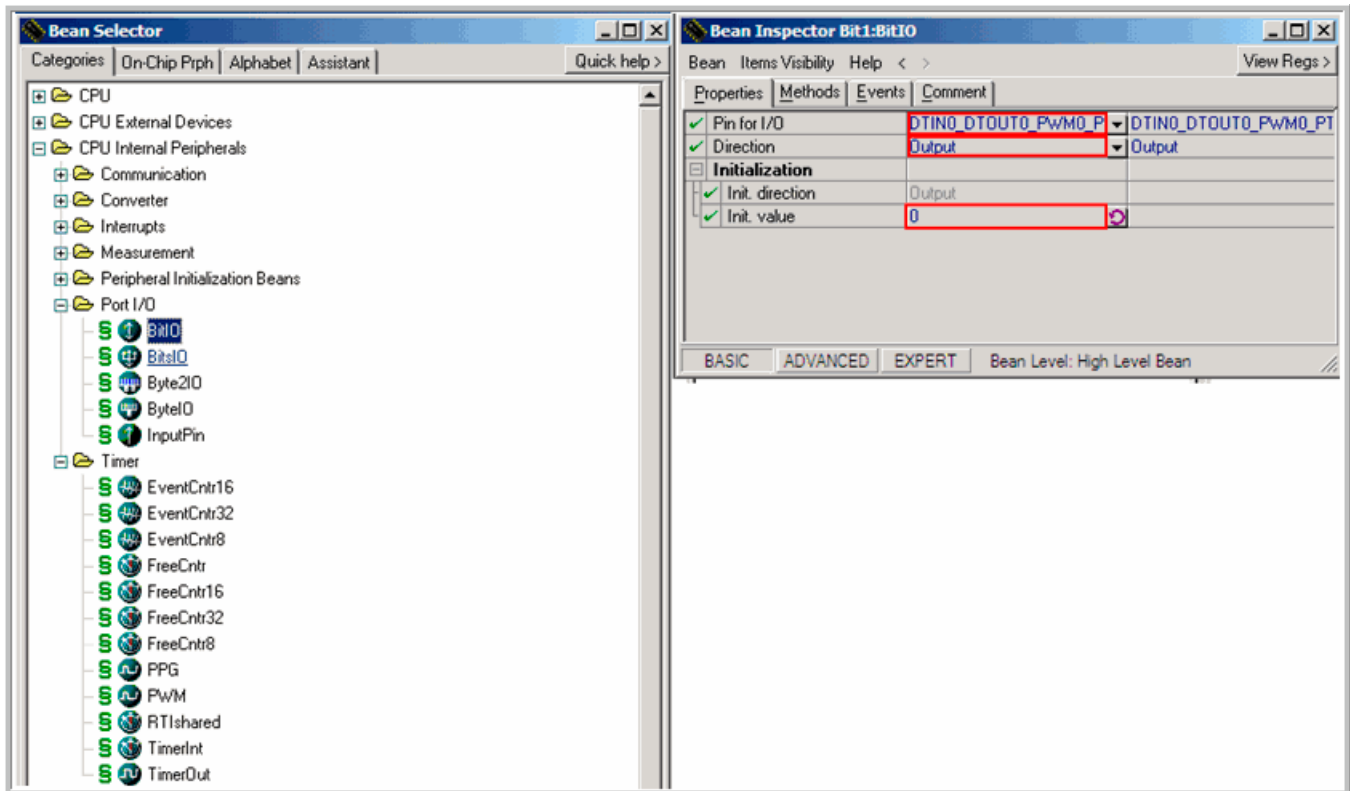 Bean Selector
Categories On-Chip Prph Alphabet Assistant Quick help >
CPU
CPU External Devices
CPU Internal Peripherals
Communication
Converter
Interrupts
Measurement
Peripheral Initialization Beans
Port I/O
BitIO
BitsIO
Byte2IO
ByteIO
InputPin
Timer
EventCntr16
EventCntr32
EventCntr8
FreeCntr
FreeCntr16
FreeCntr32
FreeCntr8
PPG
PWM
RTIshared
TimerInt
TimerOut
Bean Inspector Bit1:BitIO
Bean Items Visibility Help < > View Regs >
Properties Methods Events Comment
Pin for I/O DTIN0_DTOUT0_PWM0_P DTIN0_DTOUT0_PWM0_PT
Direction Output Output
Initialization
Init. direction Output
Init. value 0
BASIC ADVANCED EXPERT Bean Level: High Level Bean